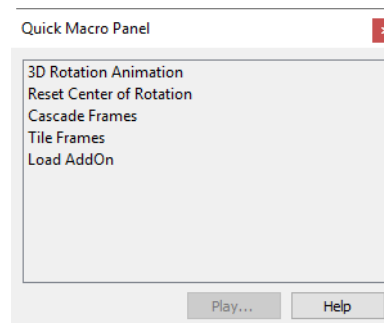 Quick Macro Panel
3D Rotation Animation
Reset Center of Rotation
Cascade Frames
Tile Frames
Load AddOn
Play...
Help